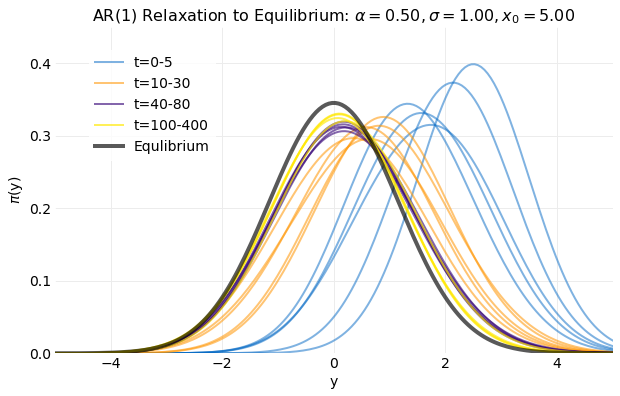 AR(1) Relaxation to Equilibrium: α = 0.50, σ = 1.00, x₀ = 5.00
t=0-5
t=10-30
t=40-80
t=100-400
Equlibrium
π(y)
0.4
0.3
0.2
0.1
0.0
−4 −2 0 2 4
y